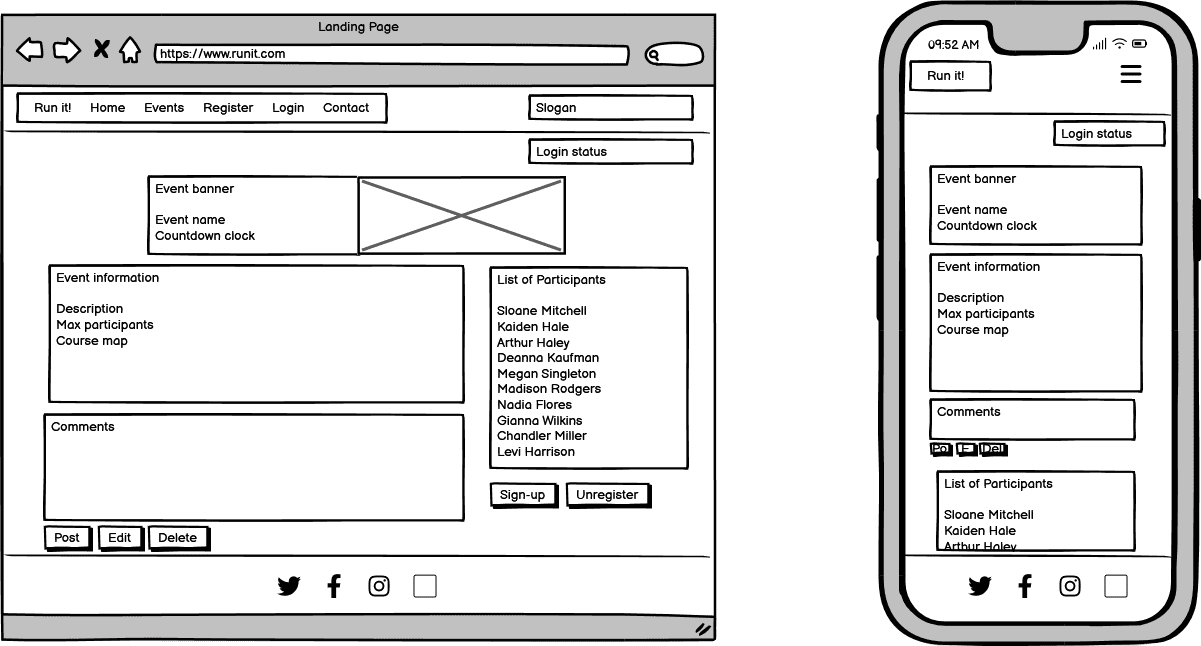 Landing Page
https://www.runit.com
Run it! Home Events Register Login Contact
Slogan
Login status
Event banner
Event name
Countdown clock
Event information
Description
Max participants
Course map
List of Participants
Sloane Mitchell
Kaiden Hale
Arthur Haley
Deanna Kaufman
Megan Singleton
Madison Rodgers
Nadia Flores
Gianna Wilkins
Chandler Miller
Levi Harrison
Comments
Sign-up Unregister
Post Edit Delete
09:52 AM
Run it!
Login status
Event banner
Event name
Countdown clock
Event information
Description
Max participants
Course map
Comments
Po E Del
List of Participants
Sloane Mitchell
Kaiden Hale
Arthur Haley